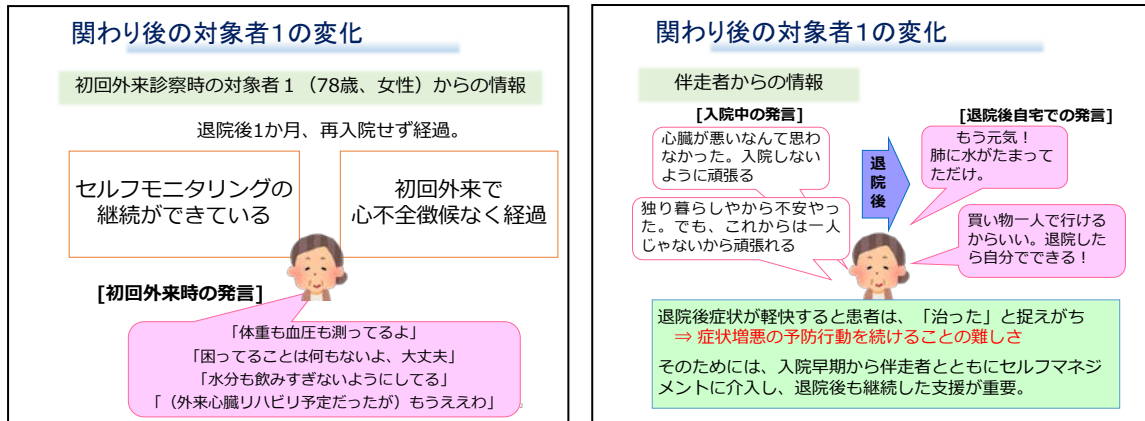 関わり後の対象者1の変化
初回外来診察時の対象者1（78歳、女性）からの情報
退院後1か月、再入院せず経過。
セルフモニタリングの
継続ができている
初回外来で
心不全徴候なく経過
[初回外来時の発言]
「体重も血圧も測ってるよ」
「困ってることは何もないよ、大丈夫」
「水分も飲みすぎないようにしてる」
「（外来心臓リハビリ予定だったが）もうええわ」
関わり後の対象者1の変化
伴走者からの情報
[入院中の発言]
心臓が悪いなんて思わ
なかった。入院しない
ように頑張る
独り暮らしやから不安やっ
た。でも、これからは一人
じゃないから頑張れる
退院後
[退院後自宅での発言]
もう元気！
肺に水がたまって
ただけ。
買い物一人で行ける
からいい。退院した
ら自分でできる！
退院後症状が軽快すると患者は、「治った」と捉えがち
⇒ 症状増悪の予防行動を続けることの難しさ
そのためには、入院早期から伴走者とともにセルフマネジ
メントに介入し、退院後も継続した支援が重要。